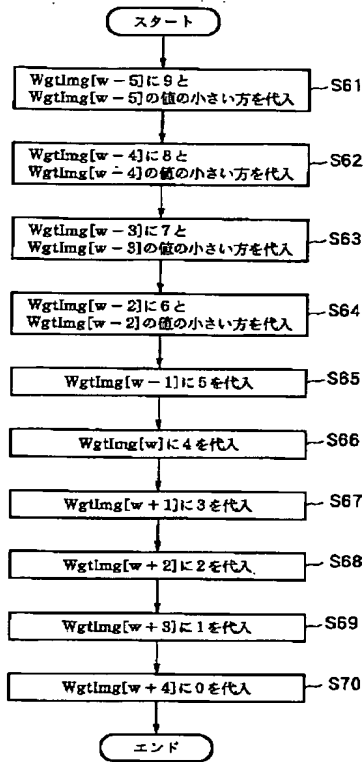 スタート
WgtImg[w－5]に9と
WgtImg[w－5]の値の小さい方を代入
S61
WgtImg[w－4]に8と
WgtImg[w－4]の値の小さい方を代入
S62
WgtImg[w－3]に7と
WgtImg[w－3]の値の小さい方を代入
S63
WgtImg[w－2]に6と
WgtImg[w－2]の値の小さい方を代入
S64
WgtImg[w－1]に5を代入
S65
WgtImg[w]に4を代入
S66
WgtImg[w＋1]に3を代入
S67
WgtImg[w＋2]に2を代入
S68
WgtImg[w＋3]に1を代入
S69
WgtImg[w＋4]に0を代入
S70
エンド